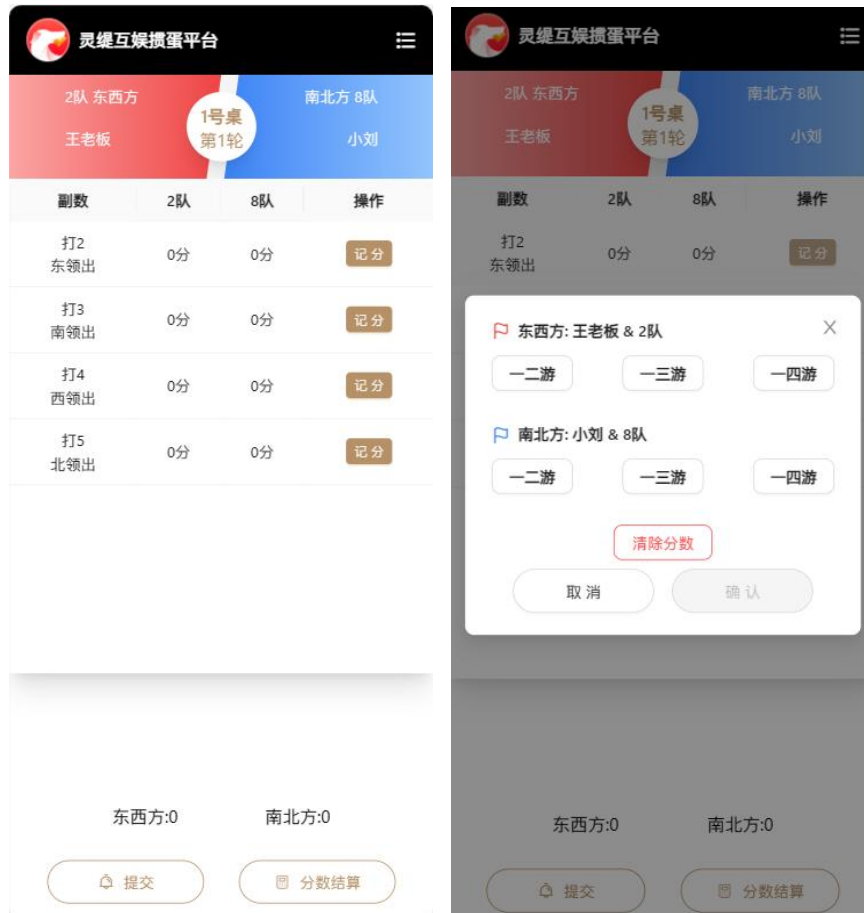 灵缇互娱掼蛋平台
2队 东西方
南北方 8队
1号桌
王老板
第1轮
小刘
副数 2队 8队 操作
打2
东领出
0分 0分 记分
打3
南领出
0分 0分 记分
打4
西领出
0分 0分 记分
打5
北领出
0分 0分 记分
东西方:0 南北方:0
提交 分数结算
灵缇互娱掼蛋平台
2队 东西方
南北方 8队
1号桌
王老板
第1轮
小刘
副数 2队 8队 操作
打2
东领出
0分 0分 记分
东西方: 王老板 & 2队
一二游 一三游 一四游
南北方: 小刘 & 8队
一二游 一三游 一四游
清除分数
取消 确认
东西方:0 南北方:0
提交 分数结算